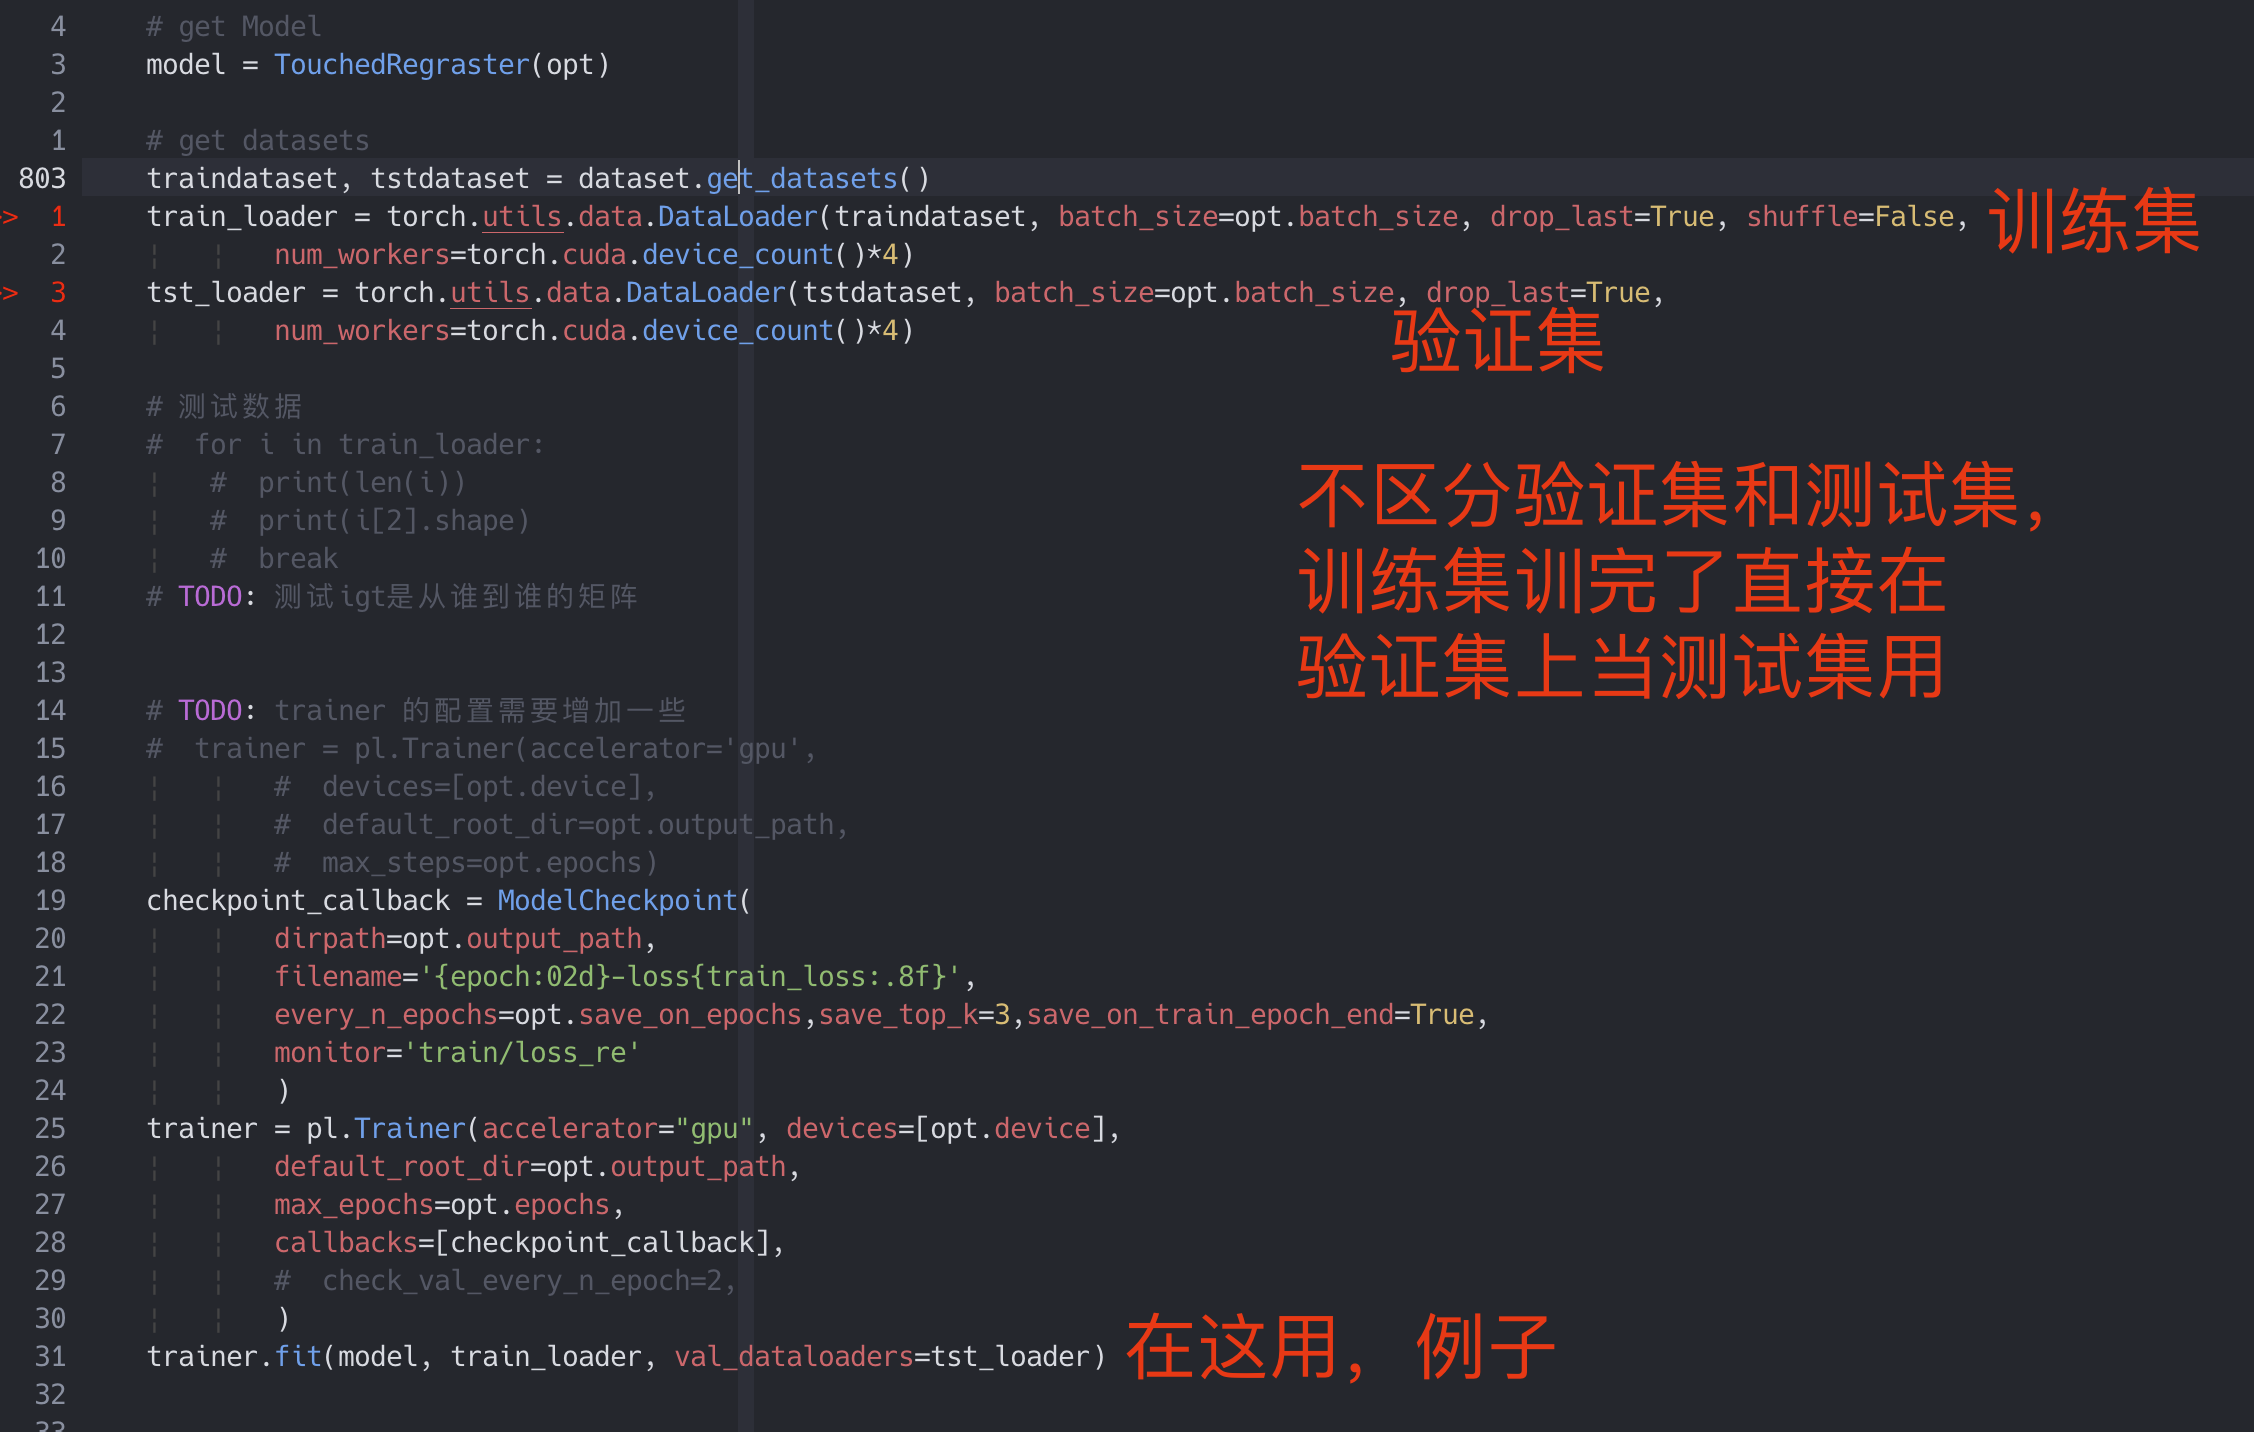 4 # get Model
3 model = TouchedRegraster(opt)
2
1 # get datasets
803 traindataset, tstdataset = dataset.get_datasets()
>> 1 train_loader = torch.utils.data.DataLoader(traindataset, batch_size=opt.batch_size, drop_last=True, shuffle=False, 训练集
2 num_workers=torch.cuda.device_count()*4)
>> 3 tst_loader = torch.utils.data.DataLoader(tstdataset, batch_size=opt.batch_size, drop_last=True,
4 num_workers=torch.cuda.device_count()*4)
验证集
5
6 # 测试数据
7 #  for i in train_loader:
8 #  print(len(i))
不区分验证集和测试集,
9 #  print(i[2].shape)
10 #  break
11 # TODO: 测试igt是从谁到谁的矩阵
训练集训完了直接在
12
13
验证集上当测试集用
14 # TODO: trainer 的配置需要增加一些
15 #  trainer = pl.Trainer(accelerator='gpu',
16 #  devices=[opt.device],
17 #  default_root_dir=opt.output_path,
18 #  max_steps=opt.epochs)
19 checkpoint_callback = ModelCheckpoint(
20 dirpath=opt.output_path,
21 filename='{epoch:02d}-loss{train_loss:.8f}',
22 every_n_epochs=opt.save_on_epochs,save_top_k=3,save_on_train_epoch_end=True,
23 monitor='train/loss_re'
24 )
25 trainer = pl.Trainer(accelerator="gpu", devices=[opt.device],
26 default_root_dir=opt.output_path,
27 max_epochs=opt.epochs,
28 callbacks=[checkpoint_callback],
29 #  check_val_every_n_epoch=2,
30 )
31 trainer.fit(model, train_loader, val_dataloaders=tst_loader) 在这用，例子
32
33